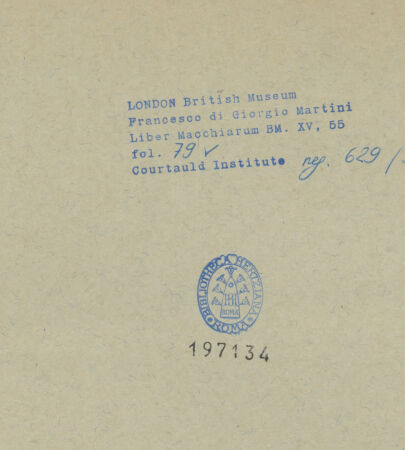 LONDON British Museum
Francesco di Giorgio Martini
Liber Macchiarum BM. XV, 55
fol. 79 v
Courtauld Institute neg. 629 /
BIBLIOTHECA HERTZIANA
ROMA
ROMA
197134